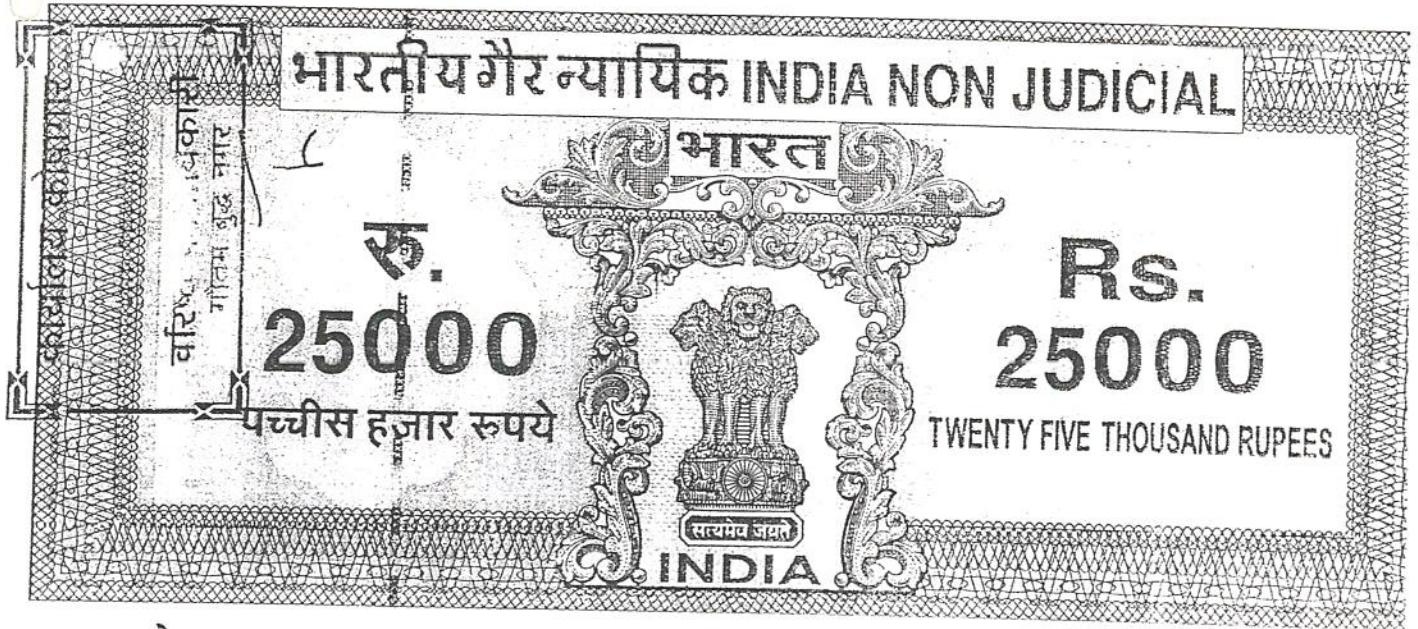 भारतीय गैर न्यायिक INDIA NON JUDICIAL
भारत
रु.
25000
पच्चीस हजार रूपये
Rs.
25000
TWENTY FIVE THOUSAND RUPEES
सत्यमेव जयते
INDIA
कार्यालय कोषागार
गौतम बुद्ध नगर